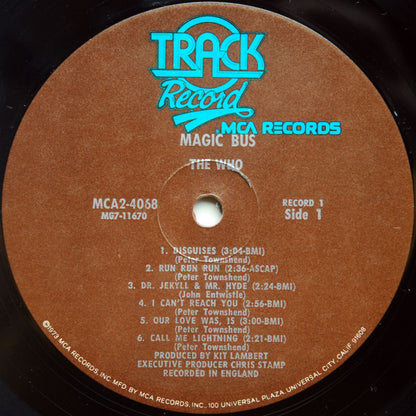 TRACK
Record
MCA RECORDS
MAGIC BUS
THE WHO
MCA2-4068
MG7-11670
RECORD 1
Side 1
1. DISGUISES (3:04-BMI)
(Peter Townshend)
2. RUN RUN RUN (2:36-ASCAP)
(Peter Townshend)
3. DR. JEKYLL & MR. HYDE (2:24-BMI)
(John Entwistle)
4. I CAN'T REACH YOU (2:56-BMI)
(Peter Townshend)
5. OUR LOVE WAS, IS (3:00-BMI)
(Peter Townshend)
6. CALL ME LIGHTNING (2:21-BMI)
(Peter Townshend)
PRODUCED BY KIT LAMBERT
EXECUTIVE PRODUCER CHRIS STAMP
RECORDED IN ENGLAND
©1973 MCA RECORDS, INC. MFG. BY MCA RECORDS, INC., 100 UNIVERSAL PLAZA, UNIVERSAL CITY, CALIF. 91608